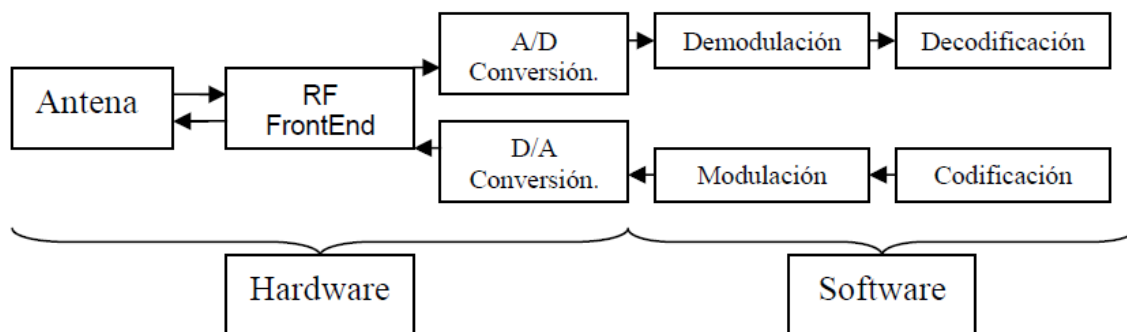 Antena
RF
FrontEnd
A/D
Conversión.
Demodulación
Decodificación
D/A
Conversión.
Modulación
Codificación
Hardware
Software